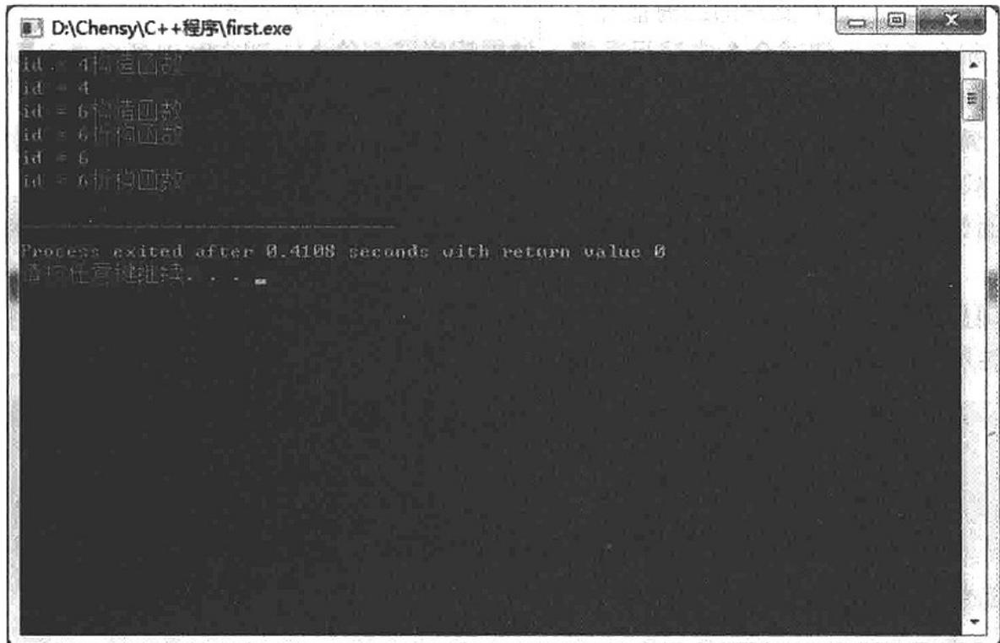 D:\Chensy\C++程序\first.exe
id = 4构造函数
id = 4
id = 6构造函数
id = 6析构函数
id = 6
id = 6析构函数
--------------------------------
Process exited after 0.4108 seconds with return value 0
请按任意键继续. . .